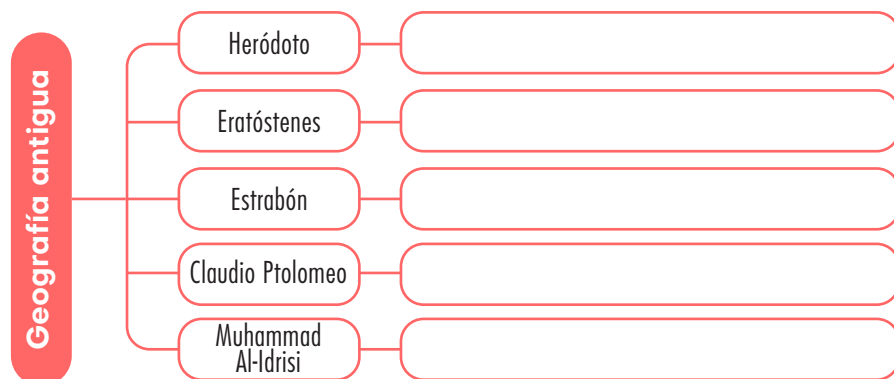 Geografía antigua
Heródoto
Eratóstenes
Estrabón
Claudio Ptolomeo
Muhammad
Al-Idrisi